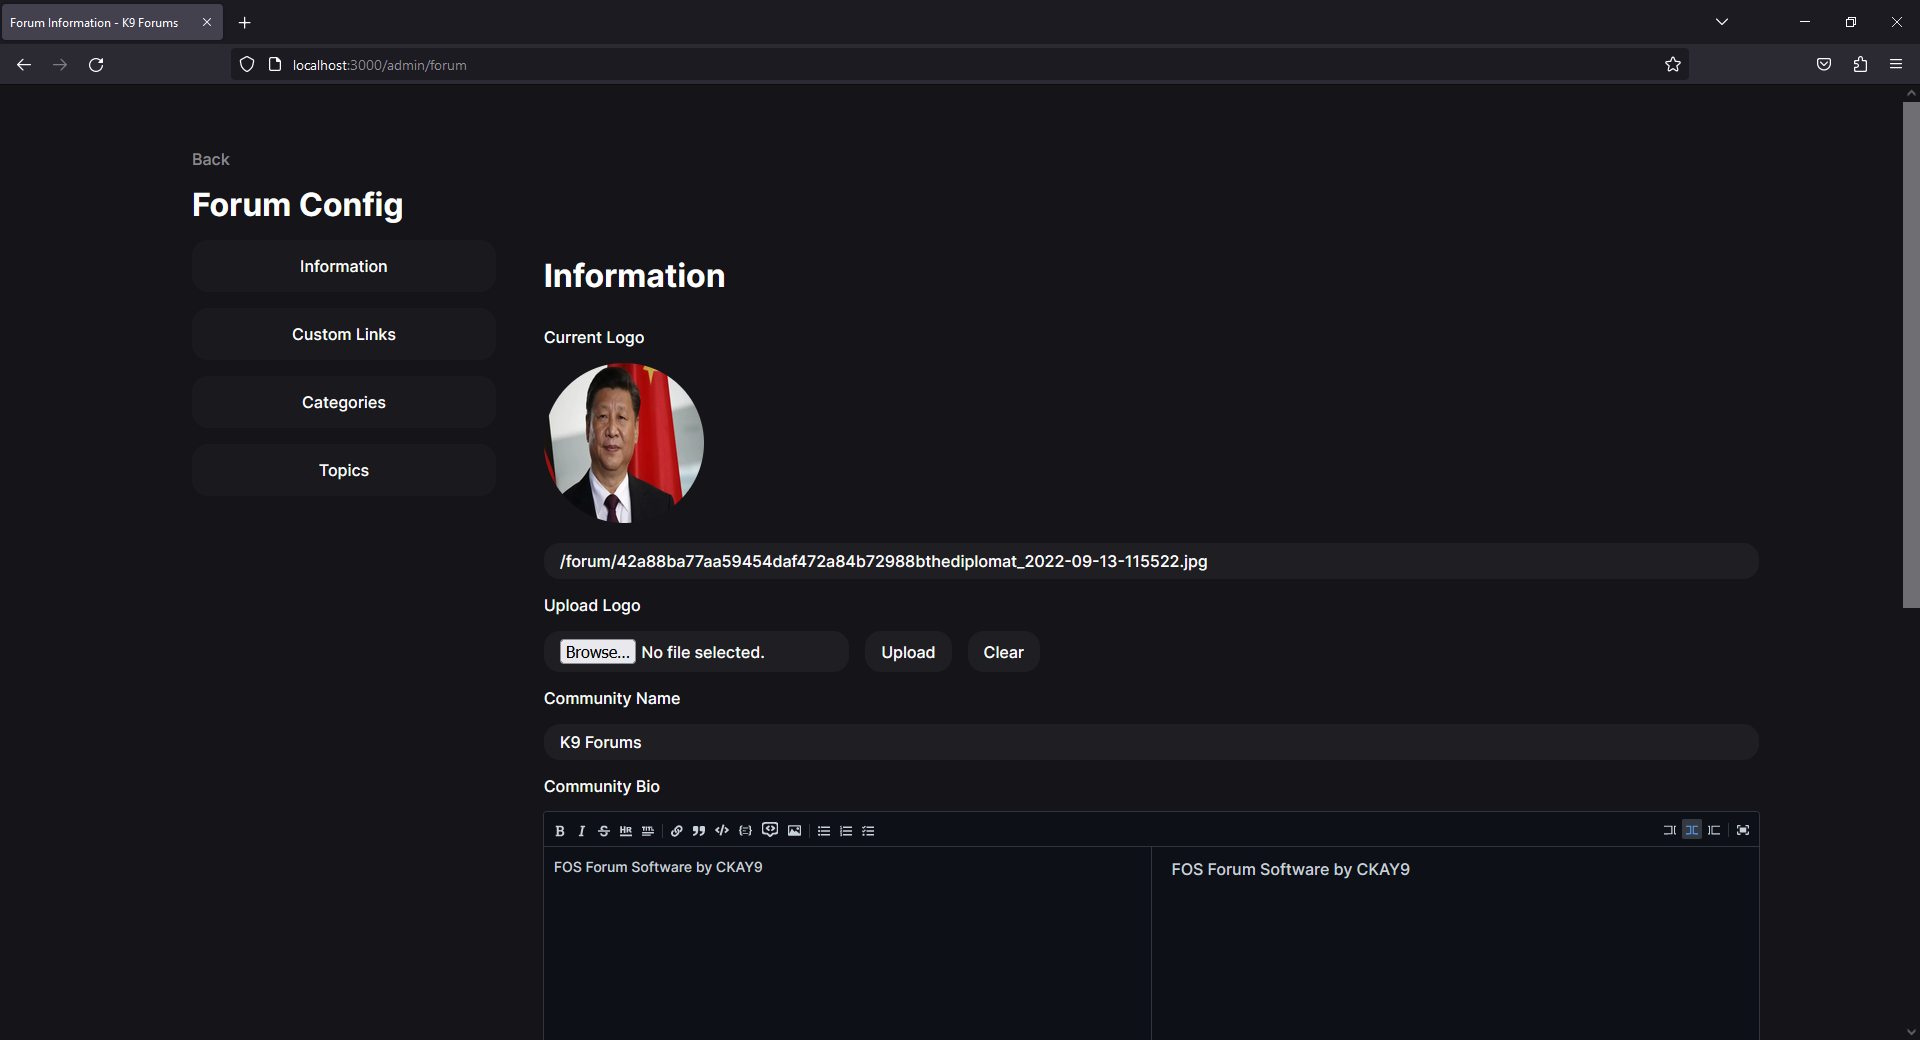 Forum Information - K9 Forums
localhost:3000/admin/forum
Back
Forum Config
Information
Custom Links
Categories
Topics
Information
Current Logo
/forum/42a88ba77aa59454daf472a84b72988bthediplomat_2022-09-13-115522.jpg
Upload Logo
Browse... No file selected.
Upload
Clear
Community Name
K9 Forums
Community Bio
FOS Forum Software by CKAY9
FOS Forum Software by CKAY9